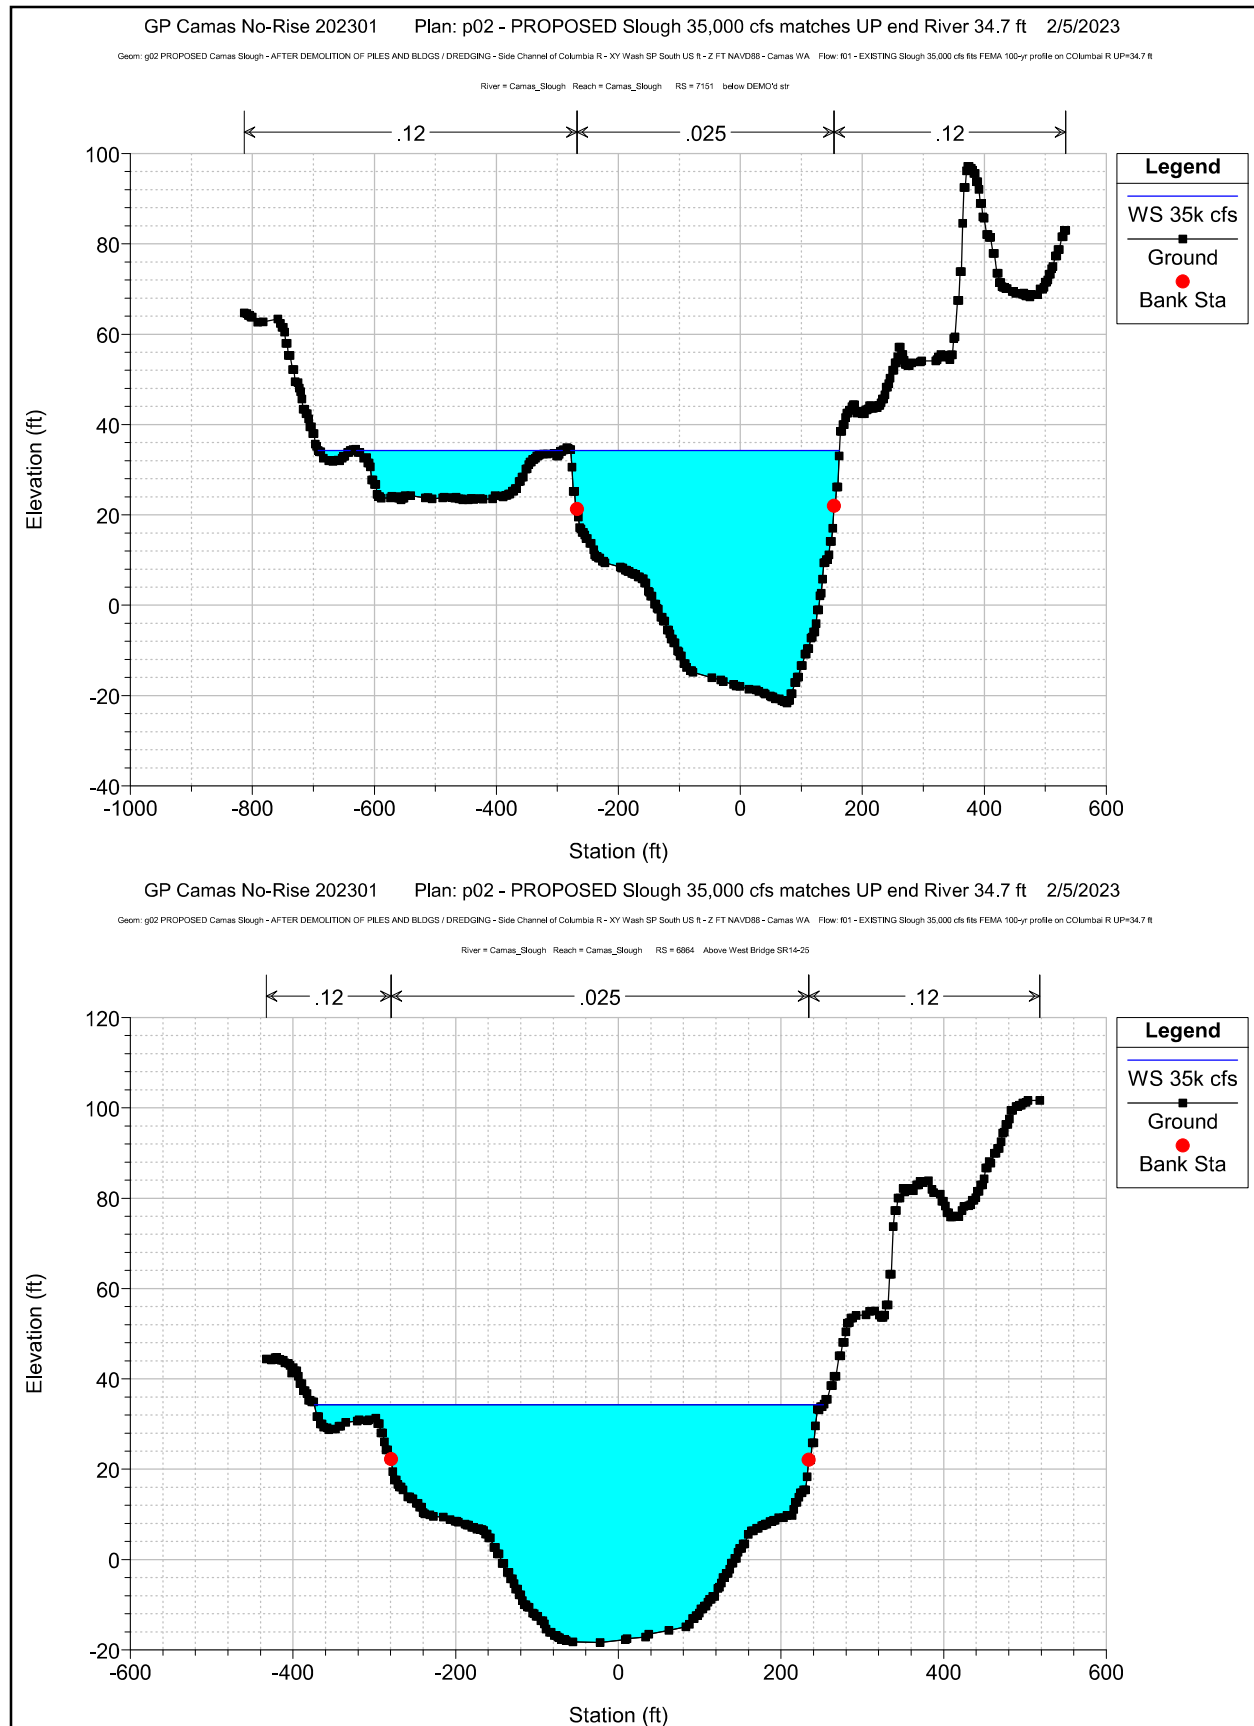 GP Camas No-Rise 202301 Plan: p02 - PROPOSED Slough 35,000 cfs matches UP end River 34.7 ft 2/5/2023
Geom: g02 PROPOSED Camas Slough - AFTER DEMOLITION OF PILES AND BLDGS / DREDGING - Side Channel of Columbia R - XY Wash SP South US ft - Z FT NAVD88 - Camas WA Flow: f01 - EXISTING Slough 35,000 cfs fits FEMA 100-yr profile on COlumbai R UP=34.7 ft
River = Camas_Slough Reach = Camas_Slough RS = 7151 below DEMO'd str
.12 .025 .12
Legend
WS 35k cfs
Ground
Bank Sta
Elevation (ft)
100
80
60
40
20
0
-20
-40
-1000 -800 -600 -400 -200 0 200 400 600
Station (ft)
GP Camas No-Rise 202301 Plan: p02 - PROPOSED Slough 35,000 cfs matches UP end River 34.7 ft 2/5/2023
Geom: g02 PROPOSED Camas Slough - AFTER DEMOLITION OF PILES AND BLDGS / DREDGING - Side Channel of Columbia R - XY Wash SP South US ft - Z FT NAVD88 - Camas WA Flow: f01 - EXISTING Slough 35,000 cfs fits FEMA 100-yr profile on COlumbai R UP=34.7 ft
River = Camas_Slough Reach = Camas_Slough RS = 6864 Above West Bridge SR14-25
.12 .025 .12
Legend
WS 35k cfs
Ground
Bank Sta
Elevation (ft)
120
100
80
60
40
20
0
-20
-600 -400 -200 0 200 400 600
Station (ft)